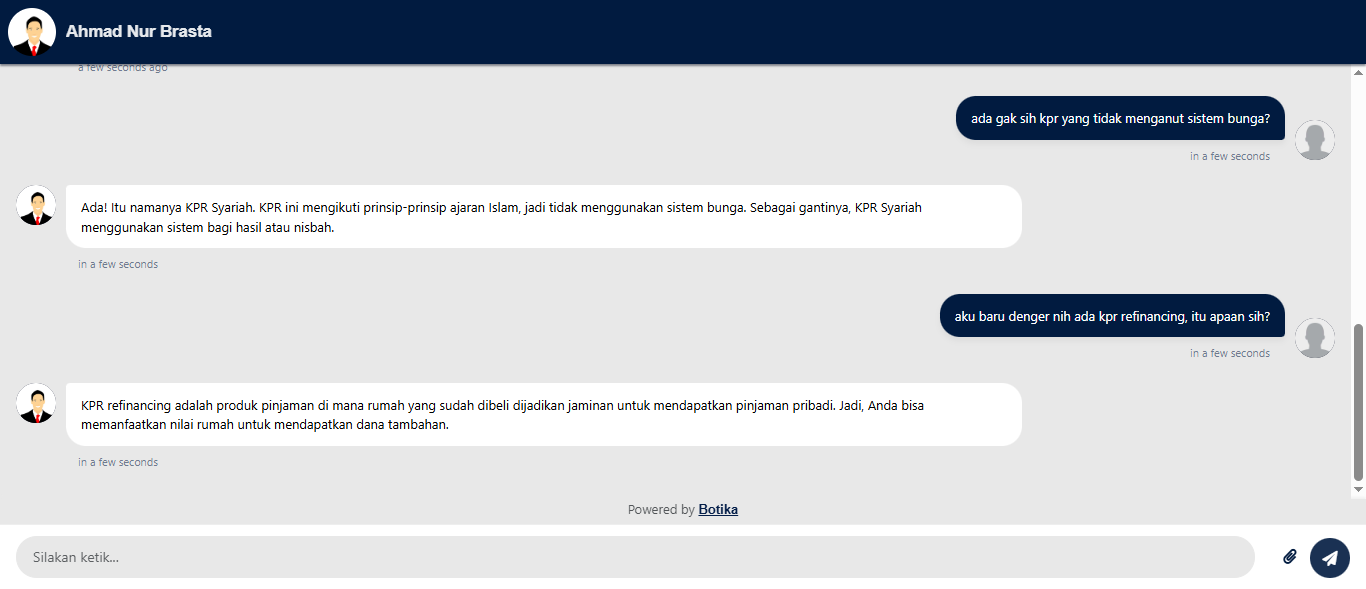 Ahmad Nur Brasta
a few seconds ago
ada gak sih kpr yang tidak menganut sistem bunga?
in a few seconds
Ada! Itu namanya KPR Syariah. KPR ini mengikuti prinsip-prinsip ajaran Islam, jadi tidak menggunakan sistem bunga. Sebagai gantinya, KPR Syariah
menggunakan sistem bagi hasil atau nisbah.
in a few seconds
aku baru denger nih ada kpr refinancing, itu apaan sih?
in a few seconds
KPR refinancing adalah produk pinjaman di mana rumah yang sudah dibeli dijadikan jaminan untuk mendapatkan pinjaman pribadi. Jadi, Anda bisa
memanfaatkan nilai rumah untuk mendapatkan dana tambahan.
in a few seconds
Powered by Botika
Silakan ketik...